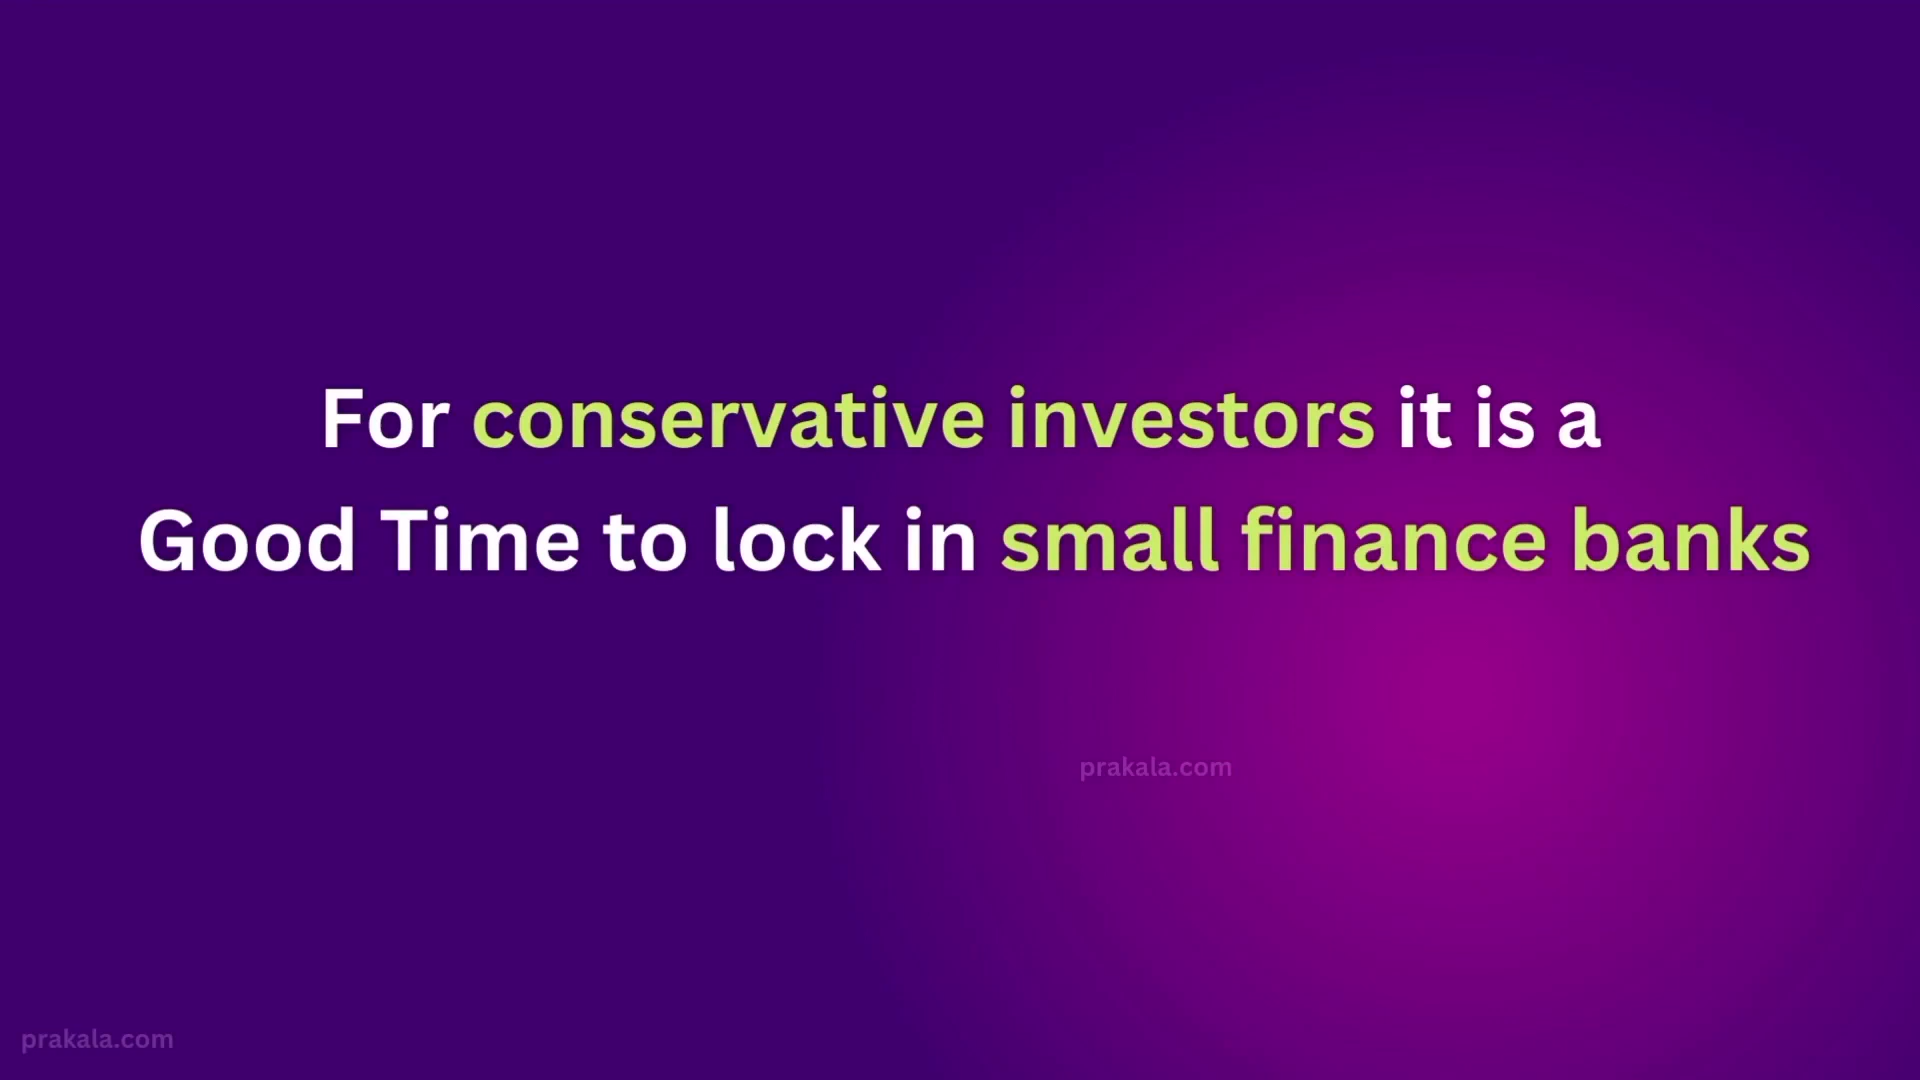 For conservative investors it is a
Good Time to lock in small finance banks
prakala.com
prakala.com